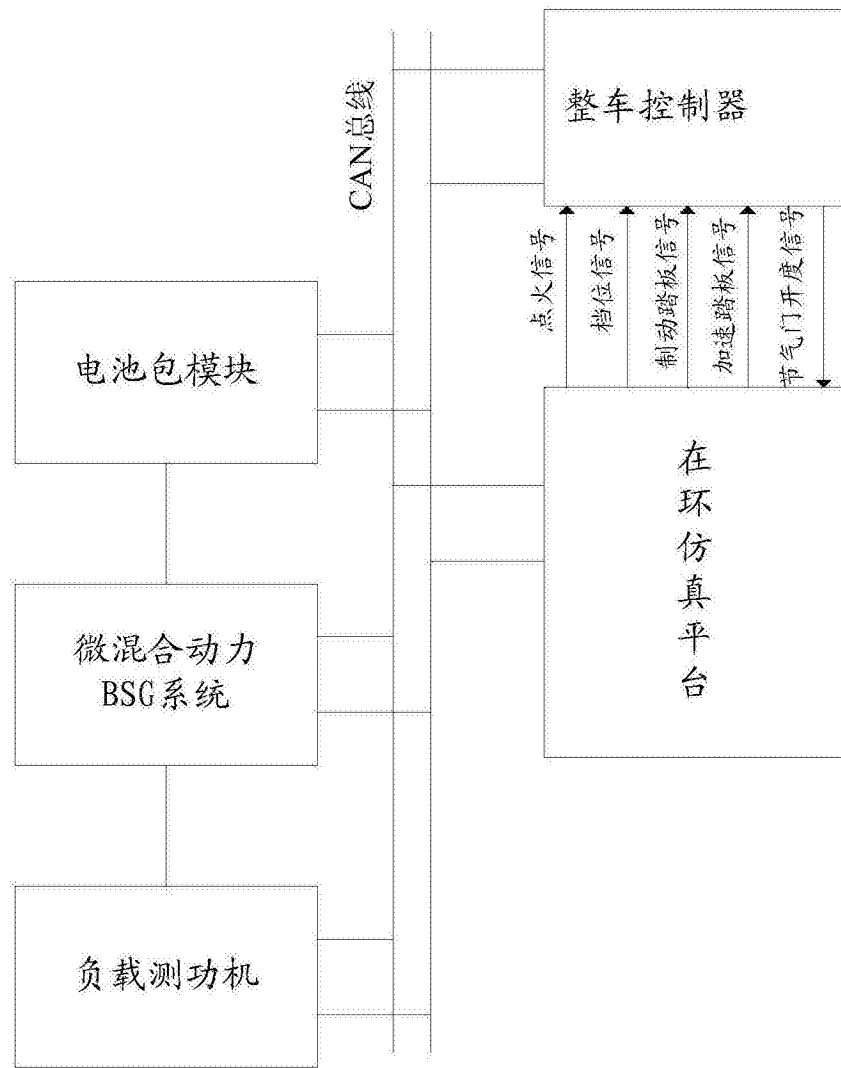 CAN总线
整车控制器
点火信号
档位信号
制动踏板信号
加速踏板信号
节气门开度信号
电池包模块
在环仿真平台
微混合动力
BSG系统
负载测功机